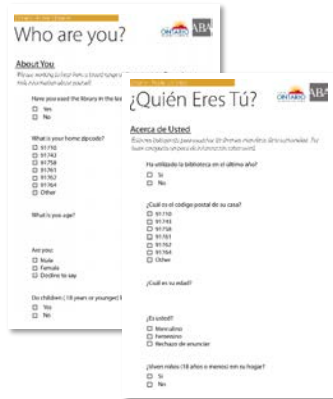 Who are you?
ONTARIO
ABA
About You
Have you used the library in the
Yes
No
What is your home zipcode?
91710
91743
91758
91761
91762
91764
Other
What is you age?
Are you:
Male
Female
Decline to say
Do children (18 years or younger)
Yes
No
¿Quién Eres Tú?
ONTARIO
ABA
Acerca de Usted
Ha utilizado la biblioteca en el último año?
Si
No
¿Cuál es el código postal de su casa?
91710
91743
91758
91761
91762
91764
Other
¿Cuál es su edad?
¿Es usted?
Masculino
Femenino
Rechazo de anunciar
¿Viven niños (18 años o menos) em su hogar?
Si
No